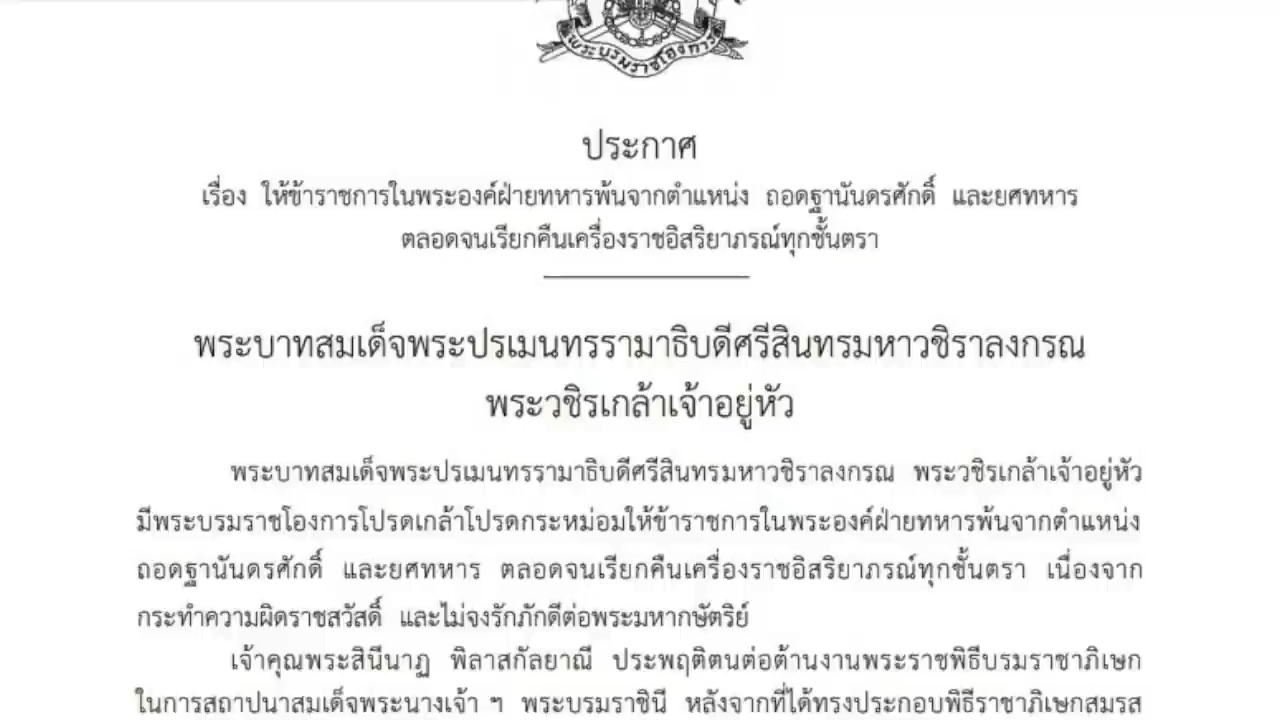 พระบรมราชโองการ
ประกาศ
เรื่อง ให้ข้าราชการในพระองค์ฝ่ายทหารพ้นจากตำแหน่ง ถอดฐานันดรศักดิ์ และยศทหาร
ตลอดจนเรียกคืนเครื่องราชอิสริยาภรณ์ทุกชั้นตรา
พระบาทสมเด็จพระปรเมนทรรามาธิบดีศรีสินทรมหาวชิราลงกรณ
พระวชิรเกล้าเจ้าอยู่หัว
พระบาทสมเด็จพระปรเมนทรรามาธิบดีศรีสินทรมหาวชิราลงกรณ พระวชิรเกล้าเจ้าอยู่หัว
มีพระบรมราชโองการโปรดเกล้าโปรดกระหม่อมให้ข้าราชการในพระองค์ฝ่ายทหารพ้นจากตำแหน่ง
ถอดฐานันดรศักดิ์ และยศทหาร ตลอดจนเรียกคืนเครื่องราชอิสริยาภรณ์ทุกชั้นตรา เนื่องจาก
กระทำความผิดราชสวัสดิ์ และไม่จงรักภักดีต่อพระมหากษัตริย์
เจ้าคุณพระสินีนาฏ พิลาสกัลยาณี ประพฤติตนต่อต้านงานพระราชพิธีบรมราชาภิเษก
ในการสถาปนาสมเด็จพระนางเจ้า ฯ พระบรมราชินี หลังจากที่ได้ทรงประกอบพิธีราชาภิเษกสมรส